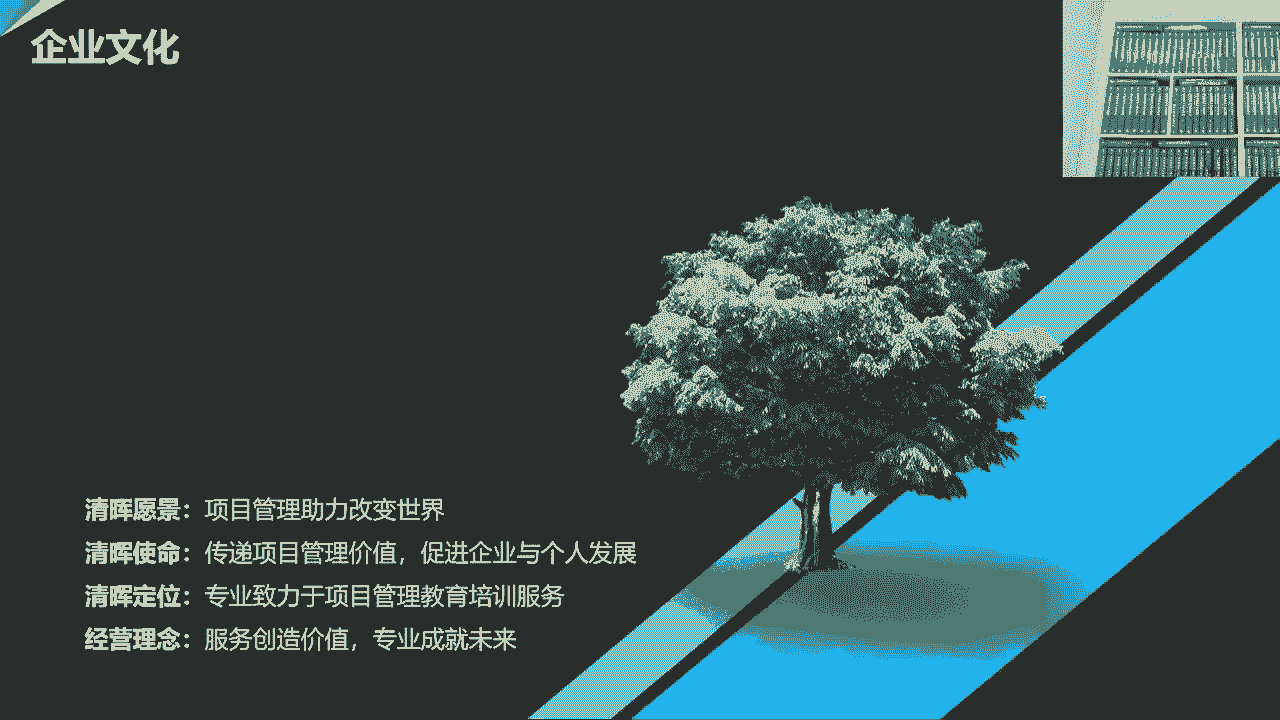 企业文化
清晖愿景：项目管理助力改变世界
清晖使命：传递项目管理价值，促进企业与个人发展
清晖定位：专业致力于项目管理教育培训服务
经营理念：服务创造价值，专业成就未来